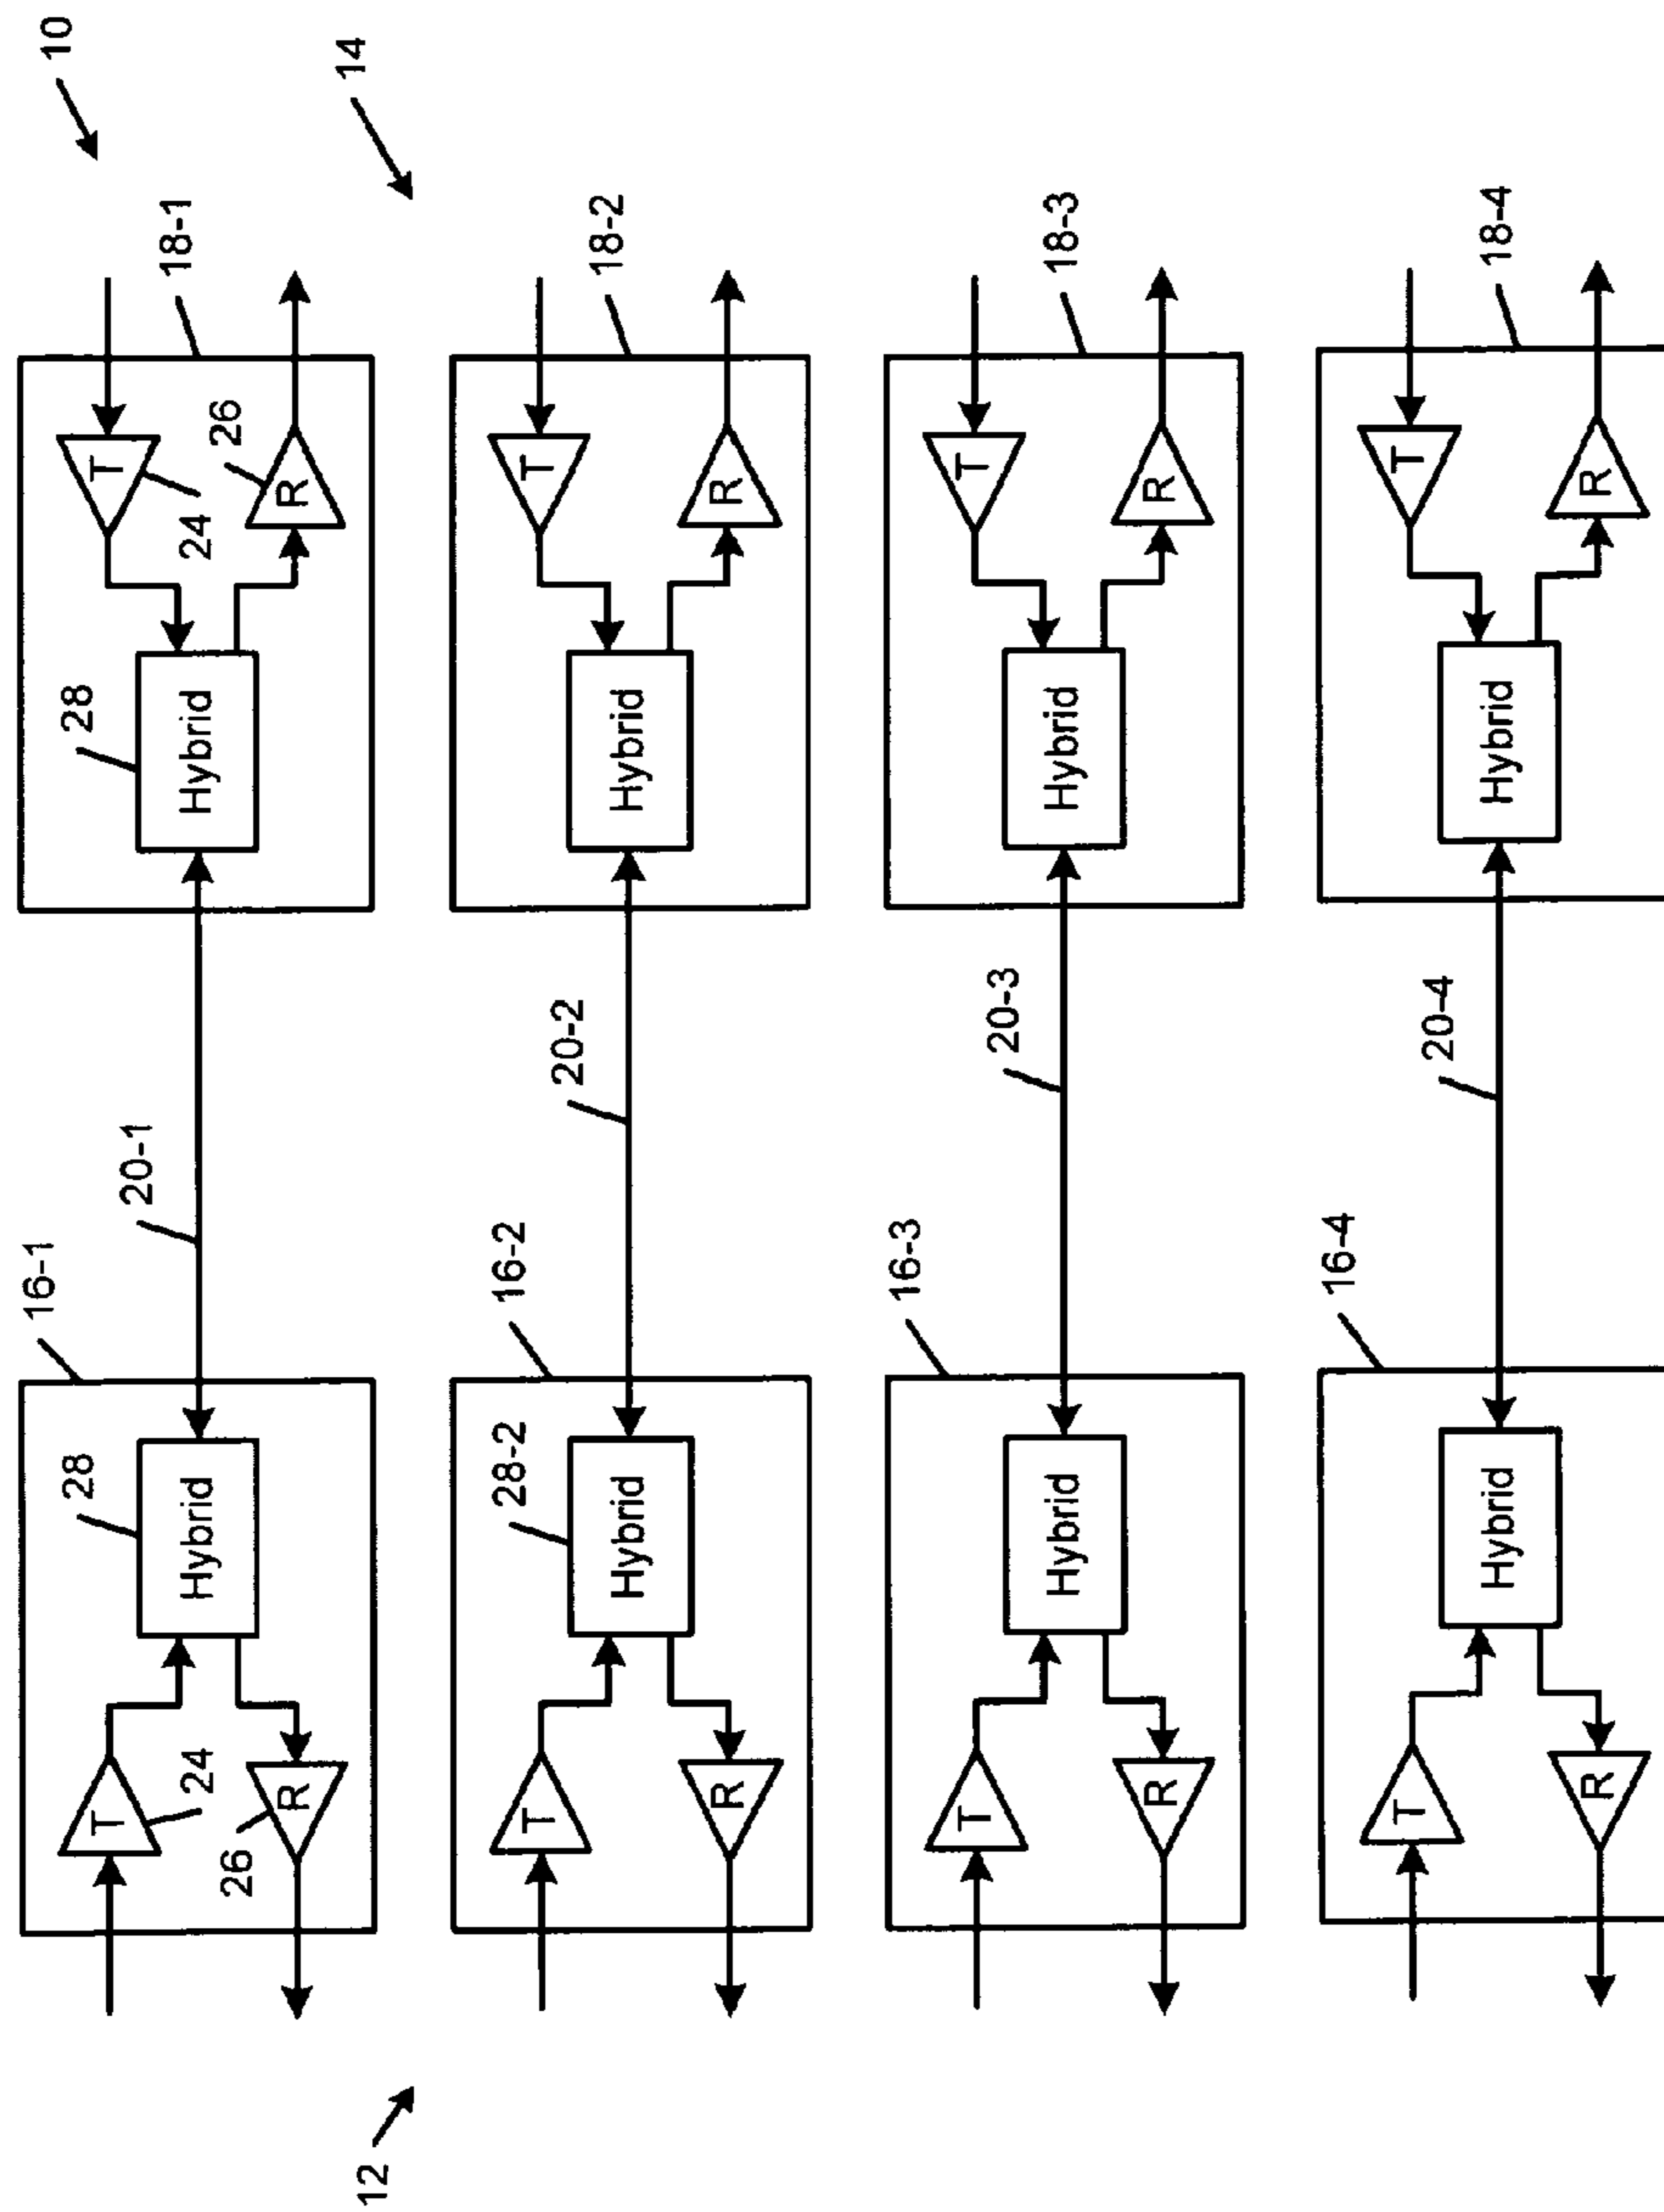 10
14
12
16-1
20-1
18-1
T
24
26
R
28
Hybrid
28
Hybrid
T
24
26
R
16-2
20-2
18-2
T
R
28-2
Hybrid
Hybrid
T
R
16-3
20-3
18-3
T
R
Hybrid
Hybrid
T
R
16-4
20-4
18-4
T
R
Hybrid
Hybrid
T
R